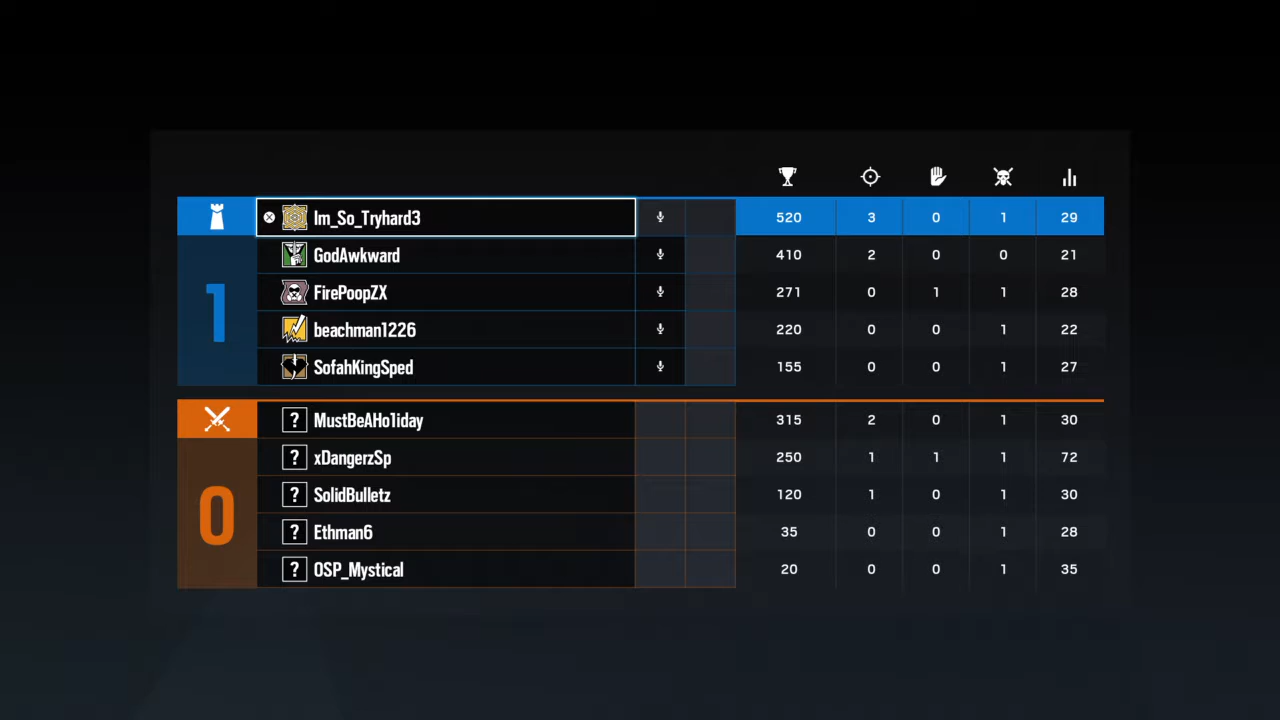 Im_So_Tryhard3 520 3 0 1 29
GodAwkward 410 2 0 0 21
1
FirePoopZX 271 0 1 1 28
beachman1226 220 0 0 1 22
SofahKingSped 155 0 0 1 27
? MustBeAHoliday 315 2 0 1 30
? xDangerzSp 250 1 1 1 72
0
? SolidBulletz 120 1 0 1 30
? Ethman6 35 0 0 1 28
? OSP_Mystical 20 0 0 1 35